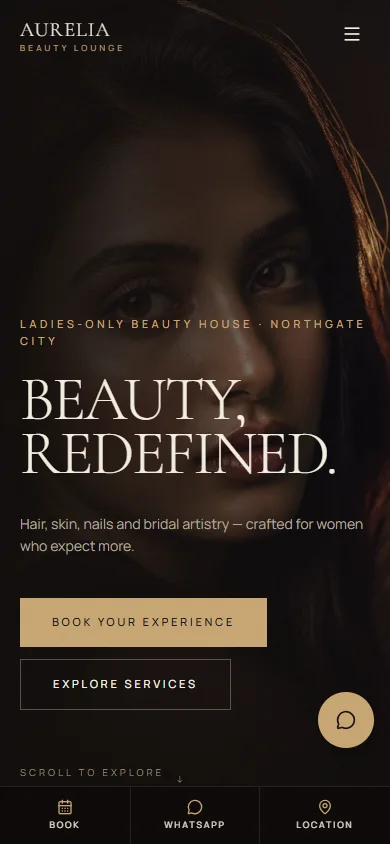 AURELIA
BEAUTY LOUNGE
LADIES-ONLY BEAUTY HOUSE · NORTHGATE
CITY
BEAUTY,
REDEFINED.
Hair, skin, nails and bridal artistry — crafted for women
who expect more.
BOOK YOUR EXPERIENCE
EXPLORE SERVICES
SCROLL TO EXPLORE ↓
BOOK WHATSAPP LOCATION